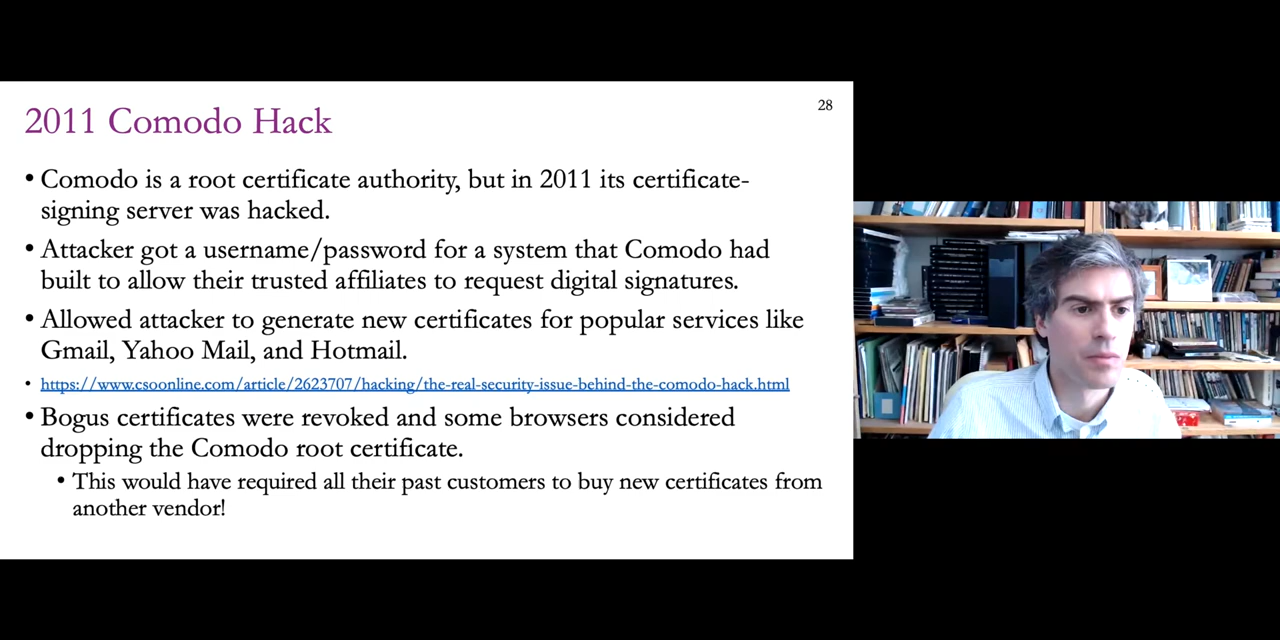 28
2011 Comodo Hack
• Comodo is a root certificate authority, but in 2011 its certificate-
signing server was hacked.
• Attacker got a username/password for a system that Comodo had
built to allow their trusted affiliates to request digital signatures.
• Allowed attacker to generate new certificates for popular services like
Gmail, Yahoo Mail, and Hotmail.
• https://www.csoonline.com/article/2623707/hacking/the-real-security-issue-behind-the-comodo-hack.html
• Bogus certificates were revoked and some browsers considered
dropping the Comodo root certificate.
• This would have required all their past customers to buy new certificates from
another vendor!